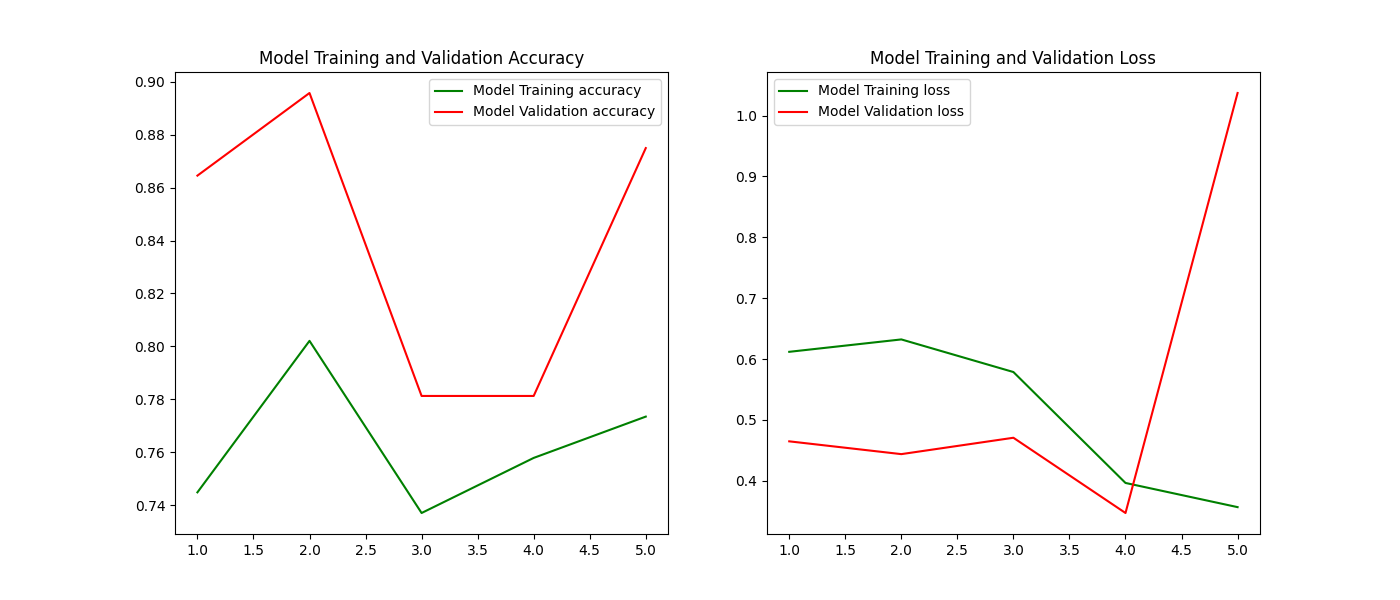 Model Training and Validation Accuracy
Model Training accuracy
Model Validation accuracy
0.90
0.88
0.86
0.84
0.82
0.80
0.78
0.76
0.74
1.0 1.5 2.0 2.5 3.0 3.5 4.0 4.5 5.0
Model Training and Validation Loss
Model Training loss
Model Validation loss
1.0
0.9
0.8
0.7
0.6
0.5
0.4
1.0 1.5 2.0 2.5 3.0 3.5 4.0 4.5 5.0